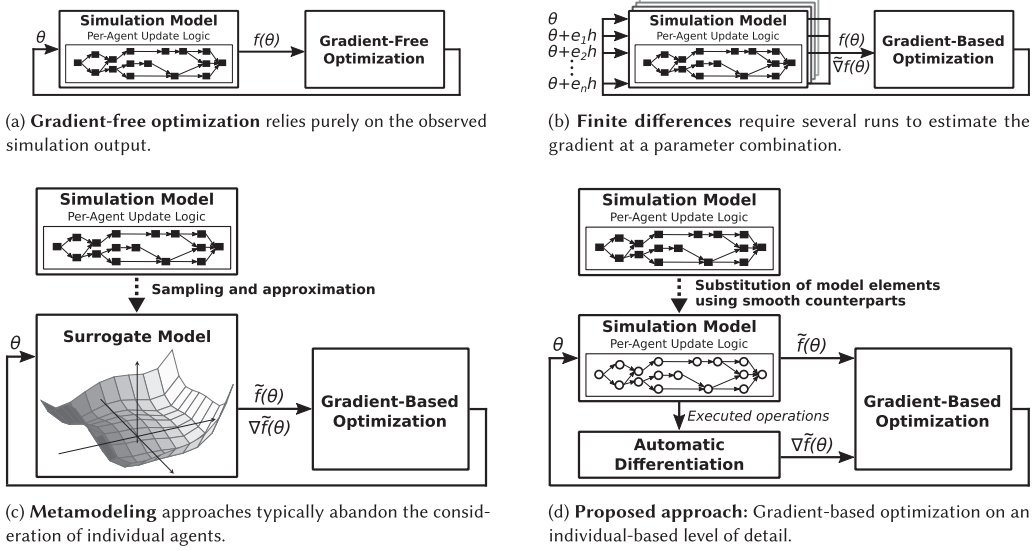 Simulation Model
Per-Agent Update Logic
θ
f(θ)
Gradient-Free
Optimization
(a) Gradient-free optimization relies purely on the observed
simulation output.
θ
θ+e₁h
θ+e₂h
⋮
θ+eₙh
Simulation Model
Per-Agent Update Logic
f(θ)
∇̃f(θ)
Gradient-Based
Optimization
(b) Finite differences require several runs to estimate the
gradient at a parameter combination.
Simulation Model
Per-Agent Update Logic
Sampling and approximation
θ
Surrogate Model
f̃(θ)
∇f̃(θ)
Gradient-Based
Optimization
(c) Metamodeling approaches typically abandon the consid-
eration of individual agents.
Simulation Model
Per-Agent Update Logic
Substitution of model elements
using smooth counterparts
θ
Simulation Model
Per-Agent Update Logic
f̃(θ)
Executed operations
Automatic
Differentiation
∇f̃(θ)
Gradient-Based
Optimization
(d) Proposed approach: Gradient-based optimization on an
individual-based level of detail.